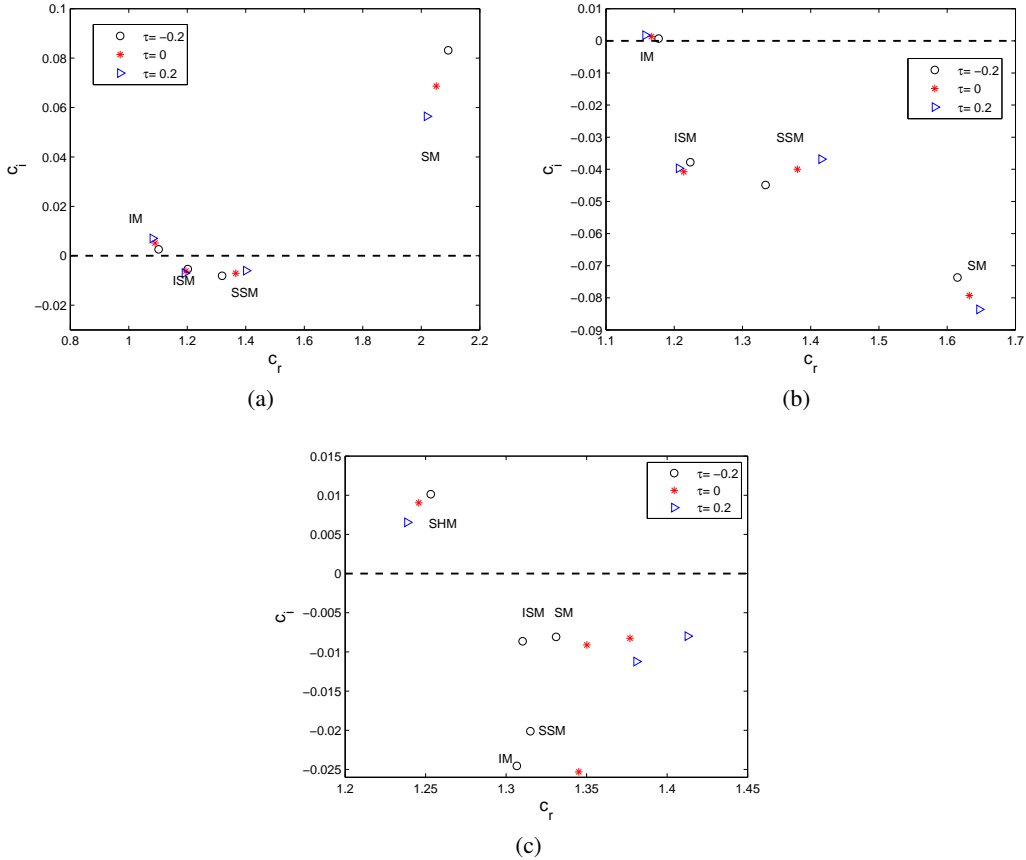 0.1
0.08
0.06
0.04
0.02
0
−0.02
c_i
τ= −0.2
τ= 0
τ= 0.2
IM
ISM
SSM
SM
0.8 1 1.2 1.4 1.6 1.8 2 2.2
c_r
(a)
0.01
0
−0.01
−0.02
−0.03
−0.04
−0.05
−0.06
−0.07
−0.08
−0.09
c_i
τ= −0.2
τ= 0
τ= 0.2
IM
ISM SSM
SM
1.1 1.2 1.3 1.4 1.5 1.6 1.7
c_r
(b)
0.015
0.01
0.005
0
−0.005
−0.01
−0.015
−0.02
−0.025
c_i
τ= −0.2
τ= 0
τ= 0.2
SHM
ISM SM
SSM
IM
1.2 1.25 1.3 1.35 1.4 1.45
c_r
(c)